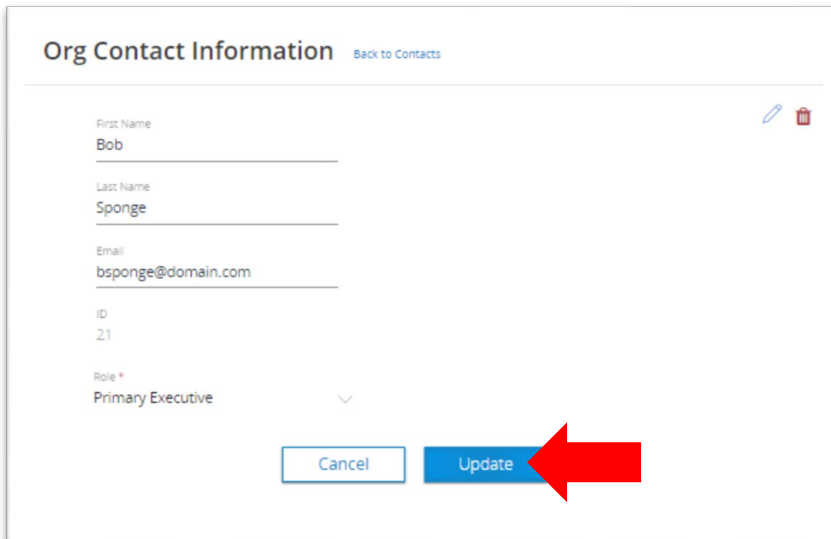 Org Contact Information Back to Contacts
First Name
Bob
Last Name
Sponge
Email
bsponge@domain.com
ID
21
Role *
Primary Executive
Cancel Update